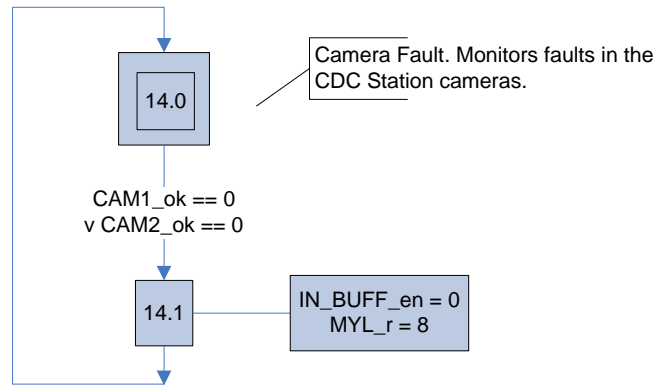 Camera Fault. Monitors faults in the
CDC Station cameras.
14.0
CAM1_ok == 0
v CAM2_ok == 0
14.1
IN_BUFF_en = 0
MYL_r = 8